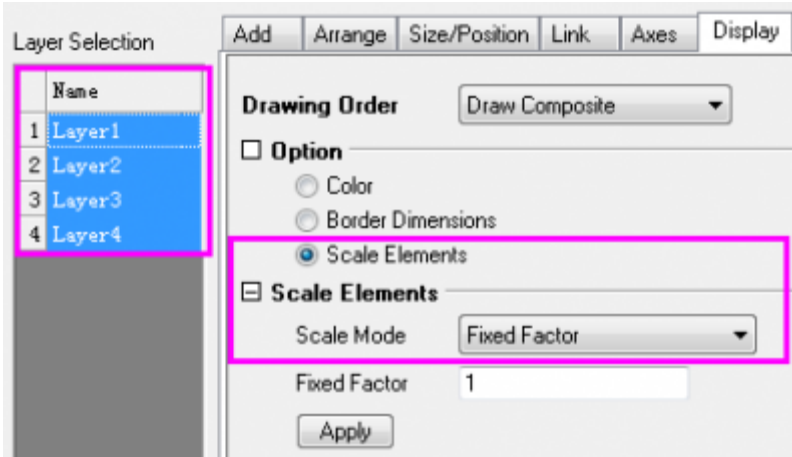 Layer Selection
Name
1 Layer1
2 Layer2
3 Layer3
4 Layer4
Add Arrange Size/Position Link Axes Display
Drawing Order Draw Composite
Option
Color
Border Dimensions
Scale Elements
Scale Elements
Scale Mode Fixed Factor
Fixed Factor 1
Apply